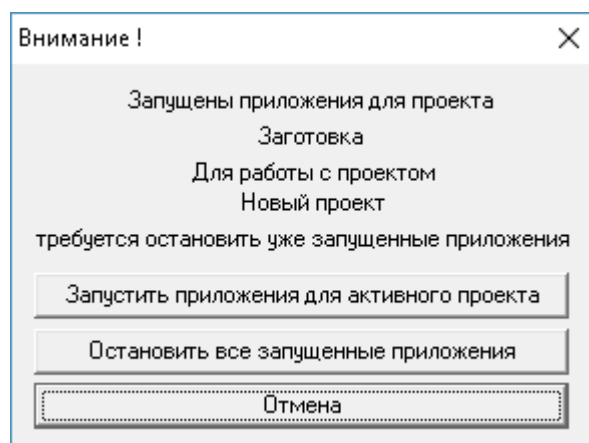 Внимание !
Запущены приложения для проекта
Заготовка
Для работы с проектом
Новый проект
требуется остановить уже запущенные приложения
Запустить приложения для активного проекта
Остановить все запущенные приложения
Отмена